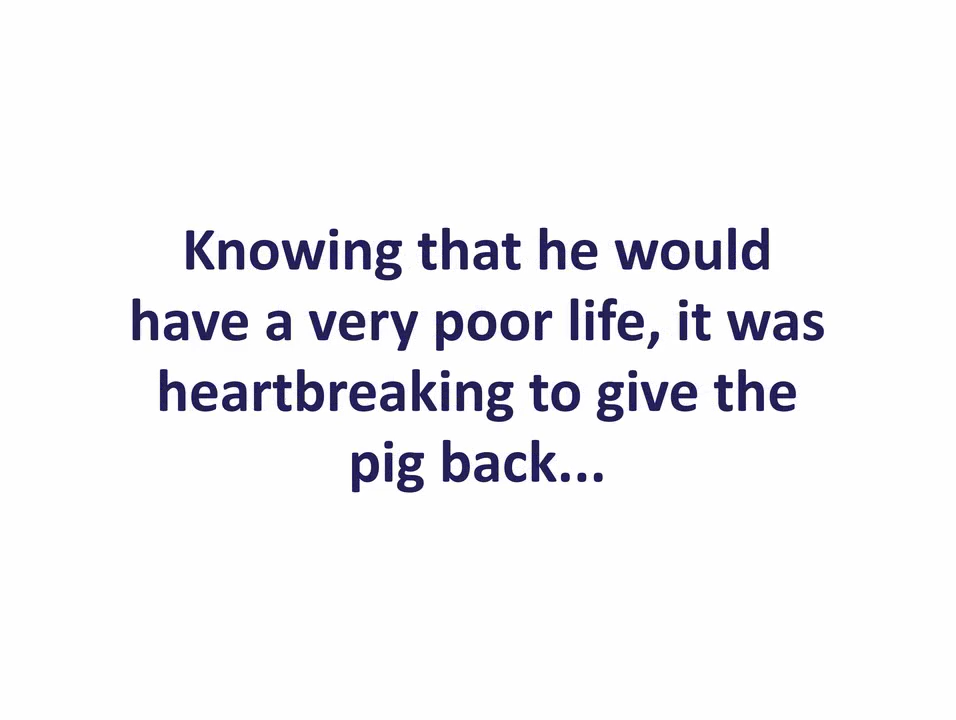 Knowing that he would
have a very poor life, it was
heartbreaking to give the
pig back...